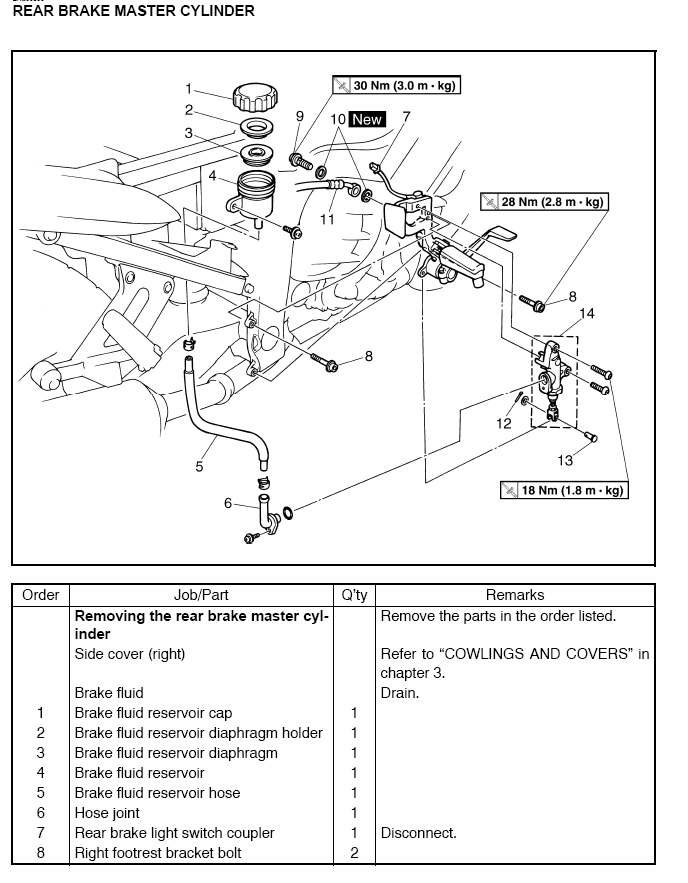 REAR BRAKE MASTER CYLINDER
30 Nm (3.0 m · kg)
1
2
3
4
9
10 New
7
11
28 Nm (2.8 m · kg)
8
14
8
12
13
5
6
18 Nm (1.8 m · kg)
Order Job/Part Q'ty Remarks
Removing the rear brake master cyl- Remove the parts in the order listed.
inder
Side cover (right) Refer to “COWLINGS AND COVERS” in
chapter 3.
Brake fluid Drain.
1 Brake fluid reservoir cap 1
2 Brake fluid reservoir diaphragm holder 1
3 Brake fluid reservoir diaphragm 1
4 Brake fluid reservoir 1
5 Brake fluid reservoir hose 1
6 Hose joint 1
7 Rear brake light switch coupler 1 Disconnect.
8 Right footrest bracket bolt 2